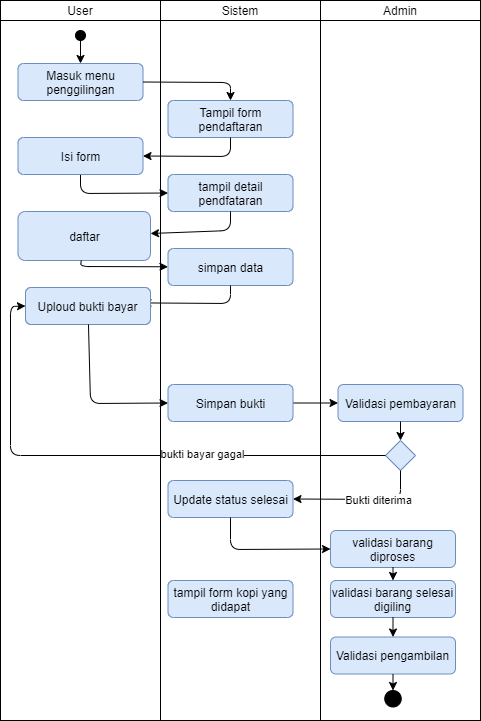 User
Sistem
Admin
Masuk menu
penggilingan
Tampil form
pendaftaran
Isi form
tampil detail
pendfataran
daftar
simpan data
Uploud bukti bayar
Simpan bukti
Validasi pembayaran
bukti bayar gagal
Update status selesai
Bukti diterima
validasi barang
diproses
tampil form kopi yang
didapat
validasi barang selesai
digiling
Validasi pengambilan